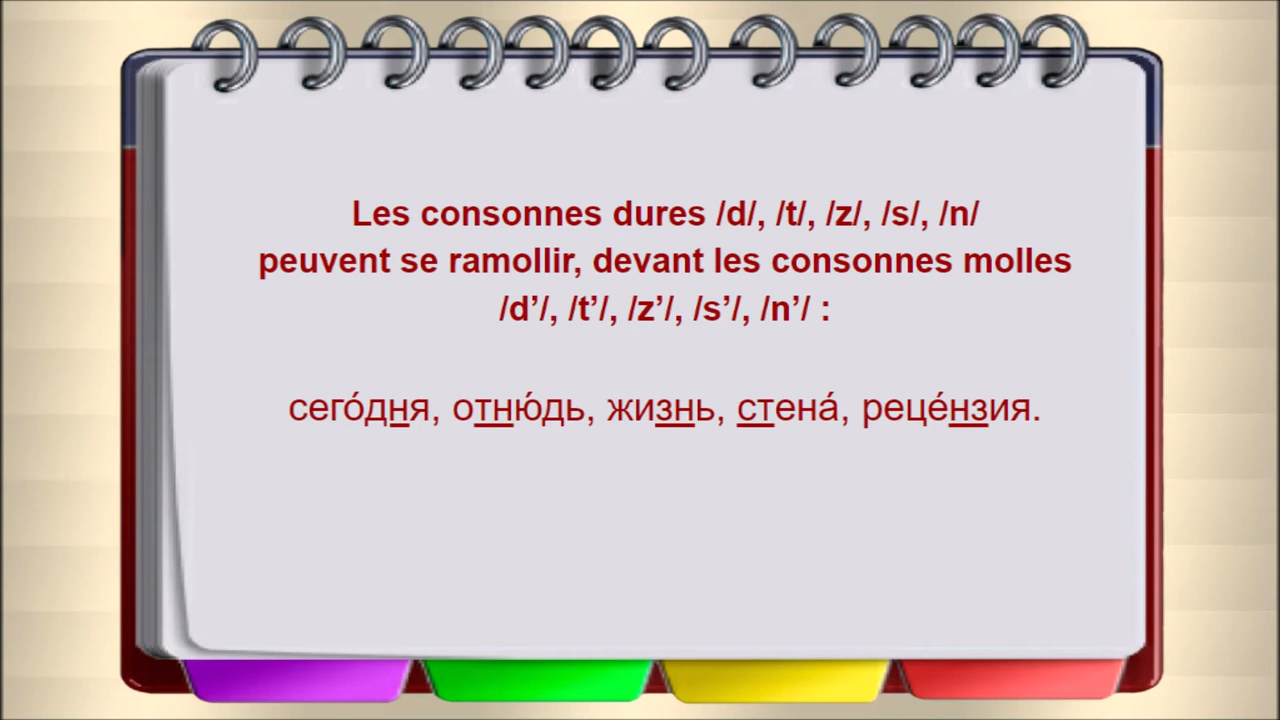 Les consonnes dures /d/, /t/, /z/, /s/, /n/
peuvent se ramollir, devant les consonnes molles
/d’/, /t’/, /z’/, /s’/, /n’/ :
сего́дня, отню́дь, жизнь, стена́, реце́нзия.